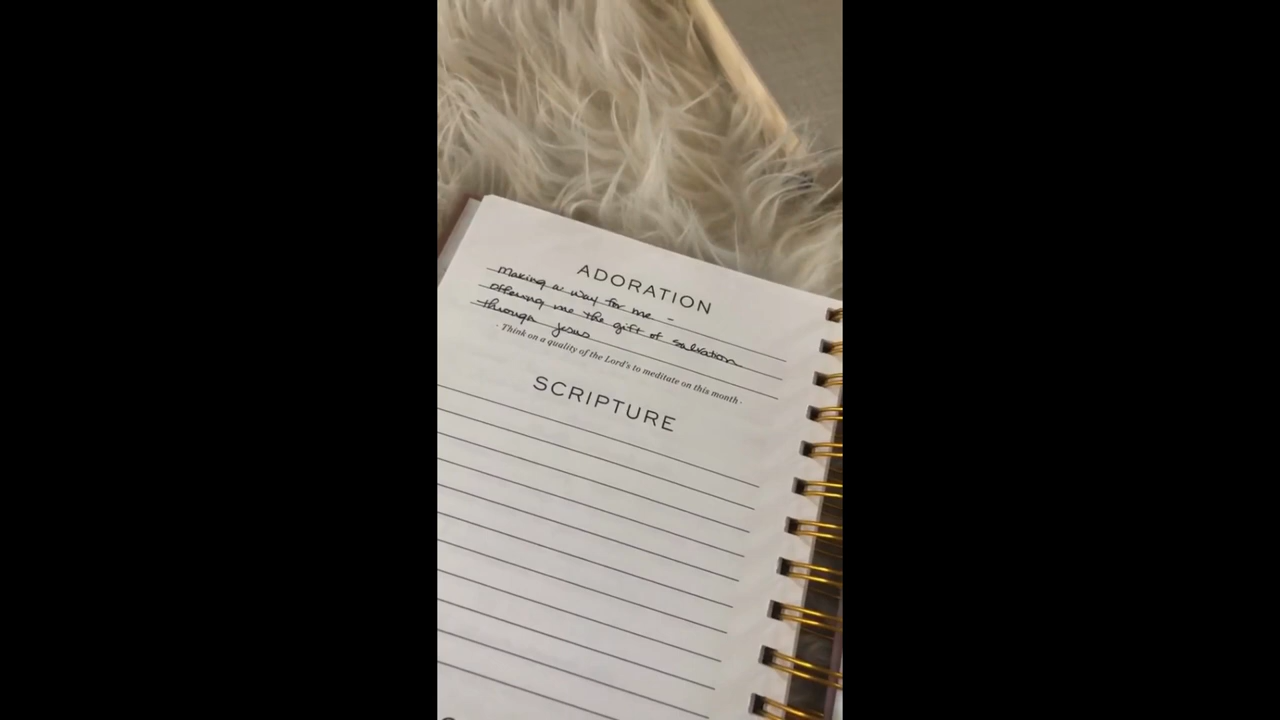 ADORATION
making a way for me -
offering me the gift of salvation
through Jesus
· Think on a quality of the Lord's to meditate on this month ·
SCRIPTURE